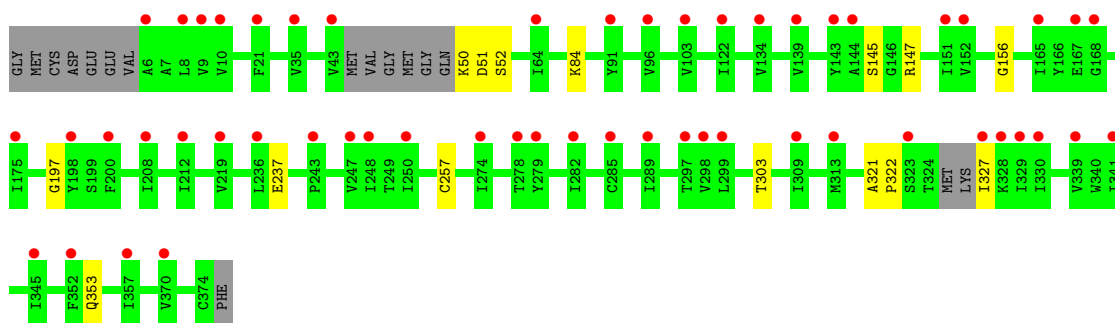 GLY MET CYS ASP GLU GLU VAL A6 A7 L8 V9 V10 F21 V35 V43 MET VAL GLY MET GLY GLN K50 D51 S52 I64 K84 Y91 V96 V103 I122 V134 V139 Y143 A144 S145 G146 R147 I151 V152 G156 I165 Y166 E167 G168
I175 G197 Y198 S199 F200 I208 I212 V219 L236 E237 P243 V247 I248 T249 I250 C257 I274 T278 Y279 I282 C285 I289 T297 V298 L299 T303 I309 M313 A321 P322 S323 T324 MET LYS I327 K328 I329 I330 V339 W340 I341
I345 F352 Q353 I357 V370 C374 PHE